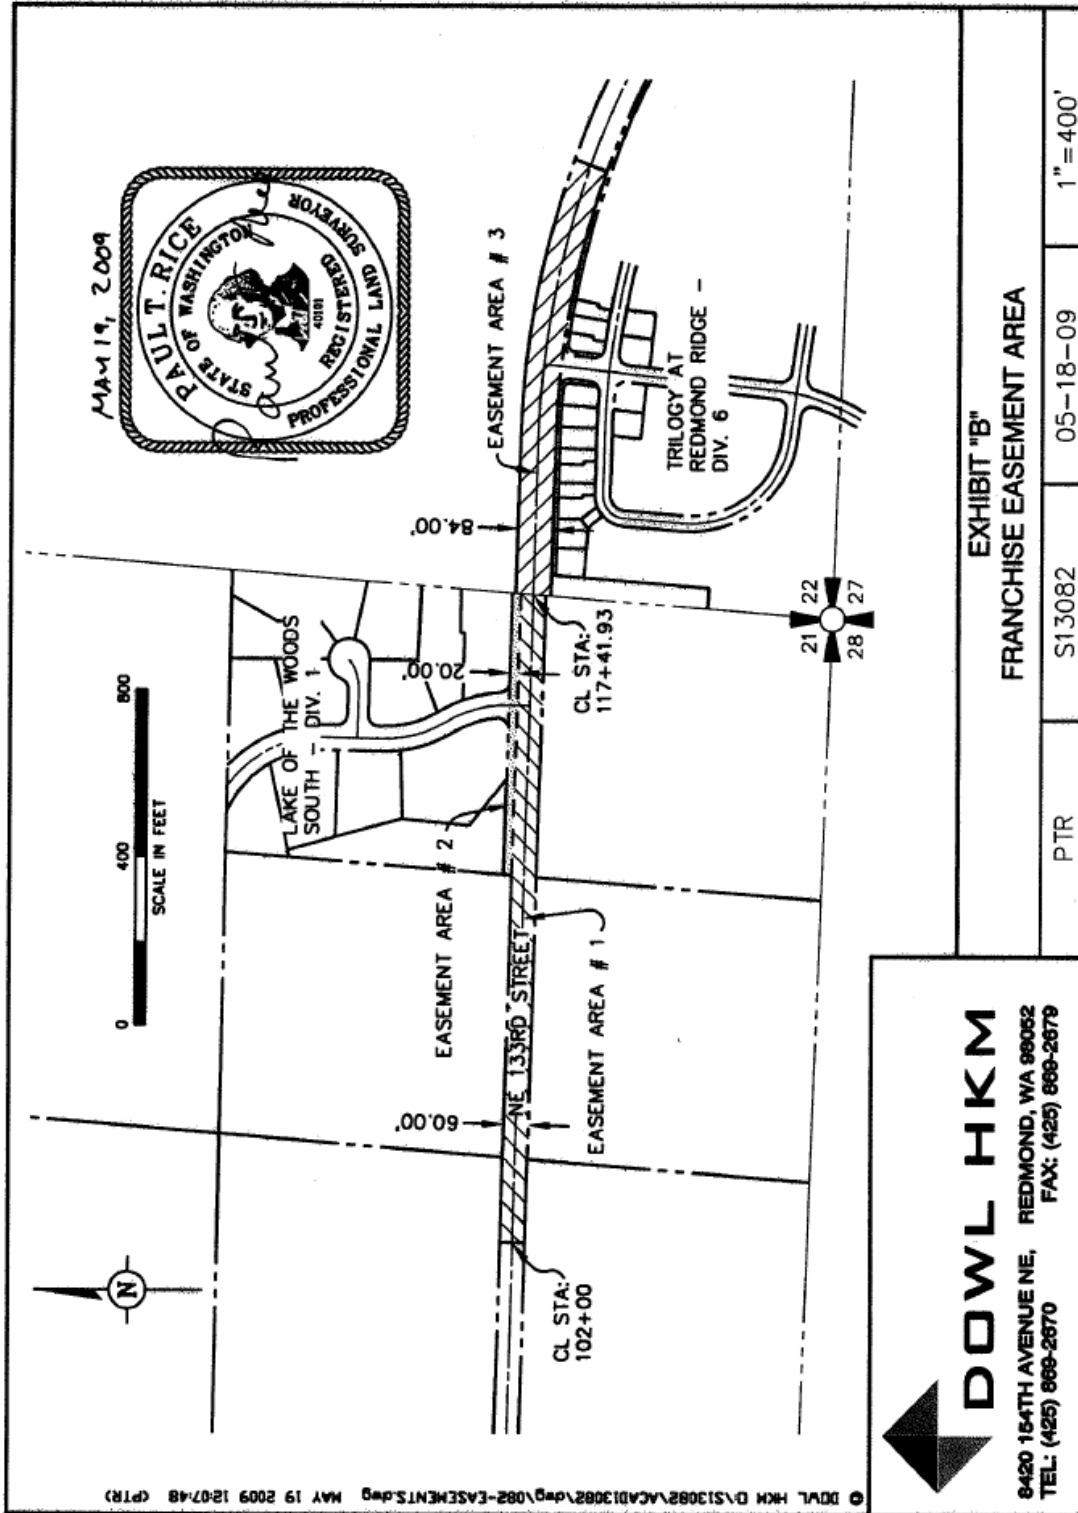 MAY 19, 2009
PAUL T. RICE
STATE OF WASHINGTON
40191
REGISTERED
PROFESSIONAL LAND SURVEYOR
N
0 400 800
SCALE IN FEET
LAKE OF THE WOODS
SOUTH - DIV. 1
EASEMENT AREA # 2
EASEMENT AREA # 3
60.00'
20.00'
84.00'
NE 133RD STREET
CL STA:
102+00
EASEMENT AREA # 1
CL STA:
117+41.93
TRILOGY AT
REDMOND RIDGE -
DIV. 6
21 22
28 27
© DOWL HKM D:\S13082\ACAD\13082\dwg\082-EASEMENTS.dwg MAY 19 2009 12:07:48 (PTR)
DOWL HKM
8420 154TH AVENUE NE, REDMOND, WA 98052
TEL: (425) 869-2670 FAX: (425) 869-2679
EXHIBIT "B"
FRANCHISE EASEMENT AREA
PTR S13082 05-18-09 1"=400'